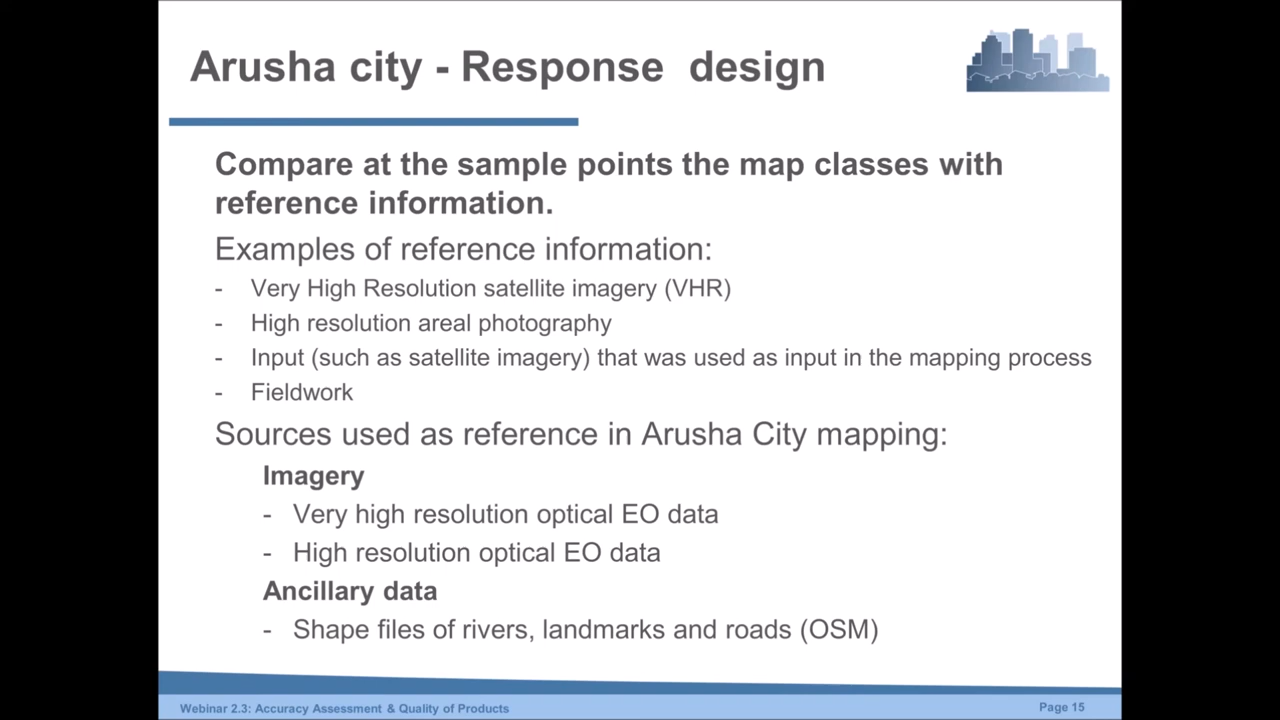 Arusha city - Response design
Compare at the sample points the map classes with
reference information.
Examples of reference information:
- Very High Resolution satellite imagery (VHR)
- High resolution areal photography
- Input (such as satellite imagery) that was used as input in the mapping process
- Fieldwork
Sources used as reference in Arusha City mapping:
Imagery
- Very high resolution optical EO data
- High resolution optical EO data
Ancillary data
- Shape files of rivers, landmarks and roads (OSM)
Webinar 2.3: Accuracy Assessment & Quality of Products
Page 15